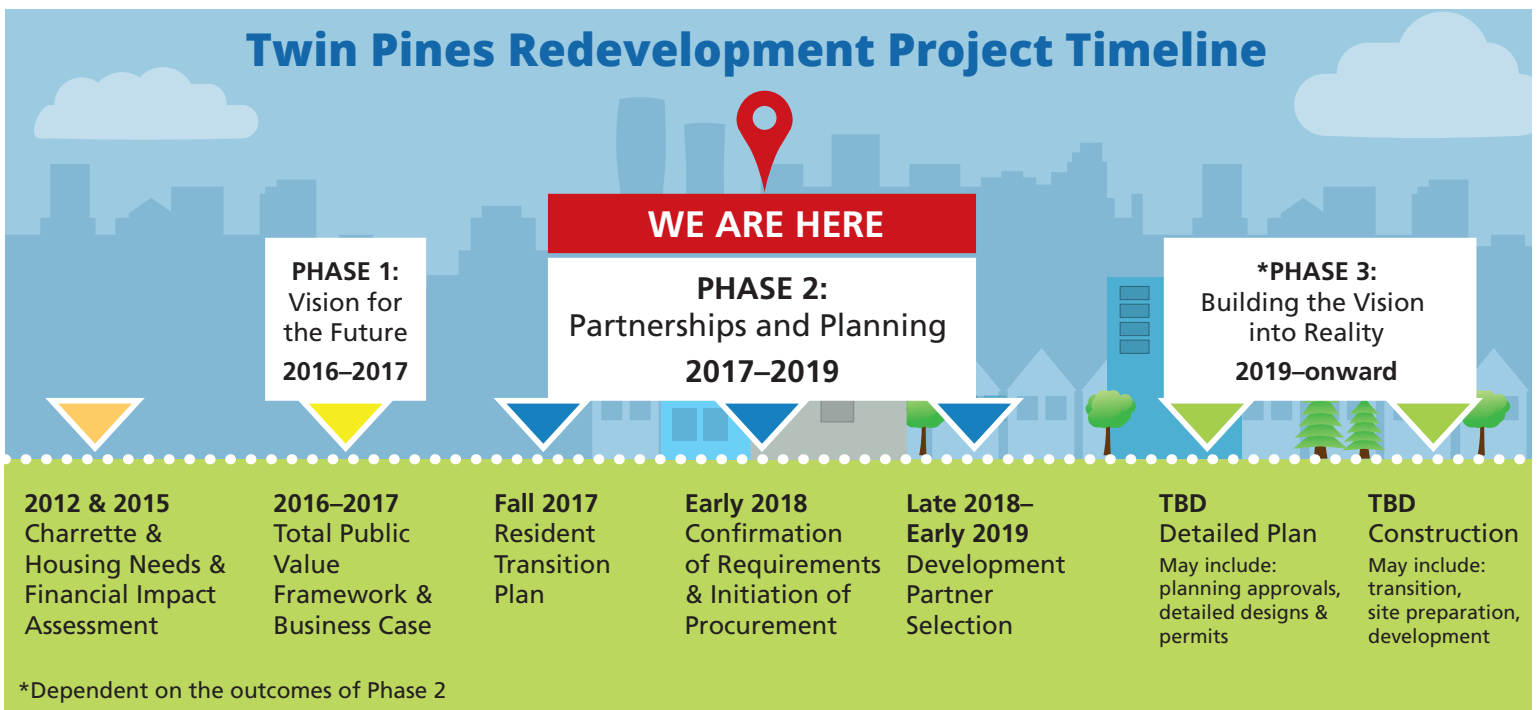 Twin Pines Redevelopment Project Timeline
WE ARE HERE
PHASE 1:
Vision for
the Future
2016–2017
PHASE 2:
Partnerships and Planning
2017–2019
*PHASE 3:
Building the Vision
into Reality
2019–onward
2012 & 2015
Charrette &
Housing Needs &
Financial Impact
Assessment
2016–2017
Total Public
Value
Framework &
Business Case
Fall 2017
Resident
Transition
Plan
Early 2018
Confirmation
of Requirements
& Initiation of
Procurement
Late 2018–
Early 2019
Development
Partner
Selection
TBD
Detailed Plan
May include:
planning approvals,
detailed designs &
permits
TBD
Construction
May include:
transition,
site preparation,
development
*Dependent on the outcomes of Phase 2